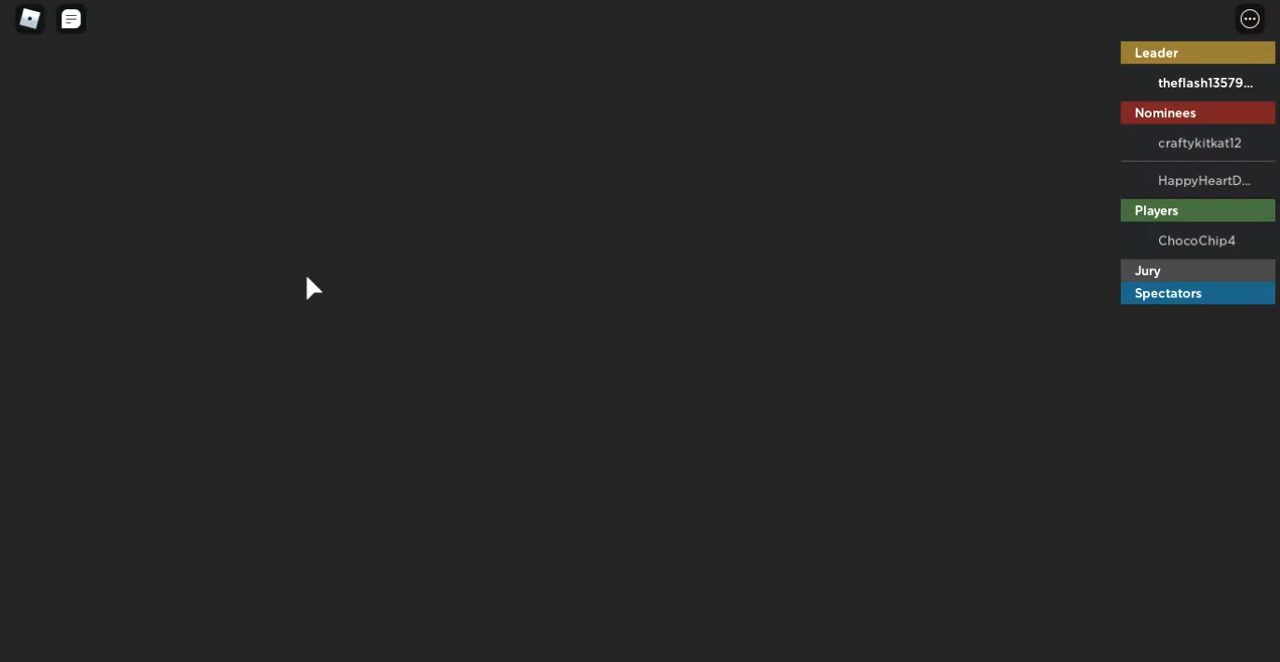 Leader
theflash13579...
Nominees
craftykitkat12
HappyHeartD...
Players
ChocoChip4
Jury
Spectators